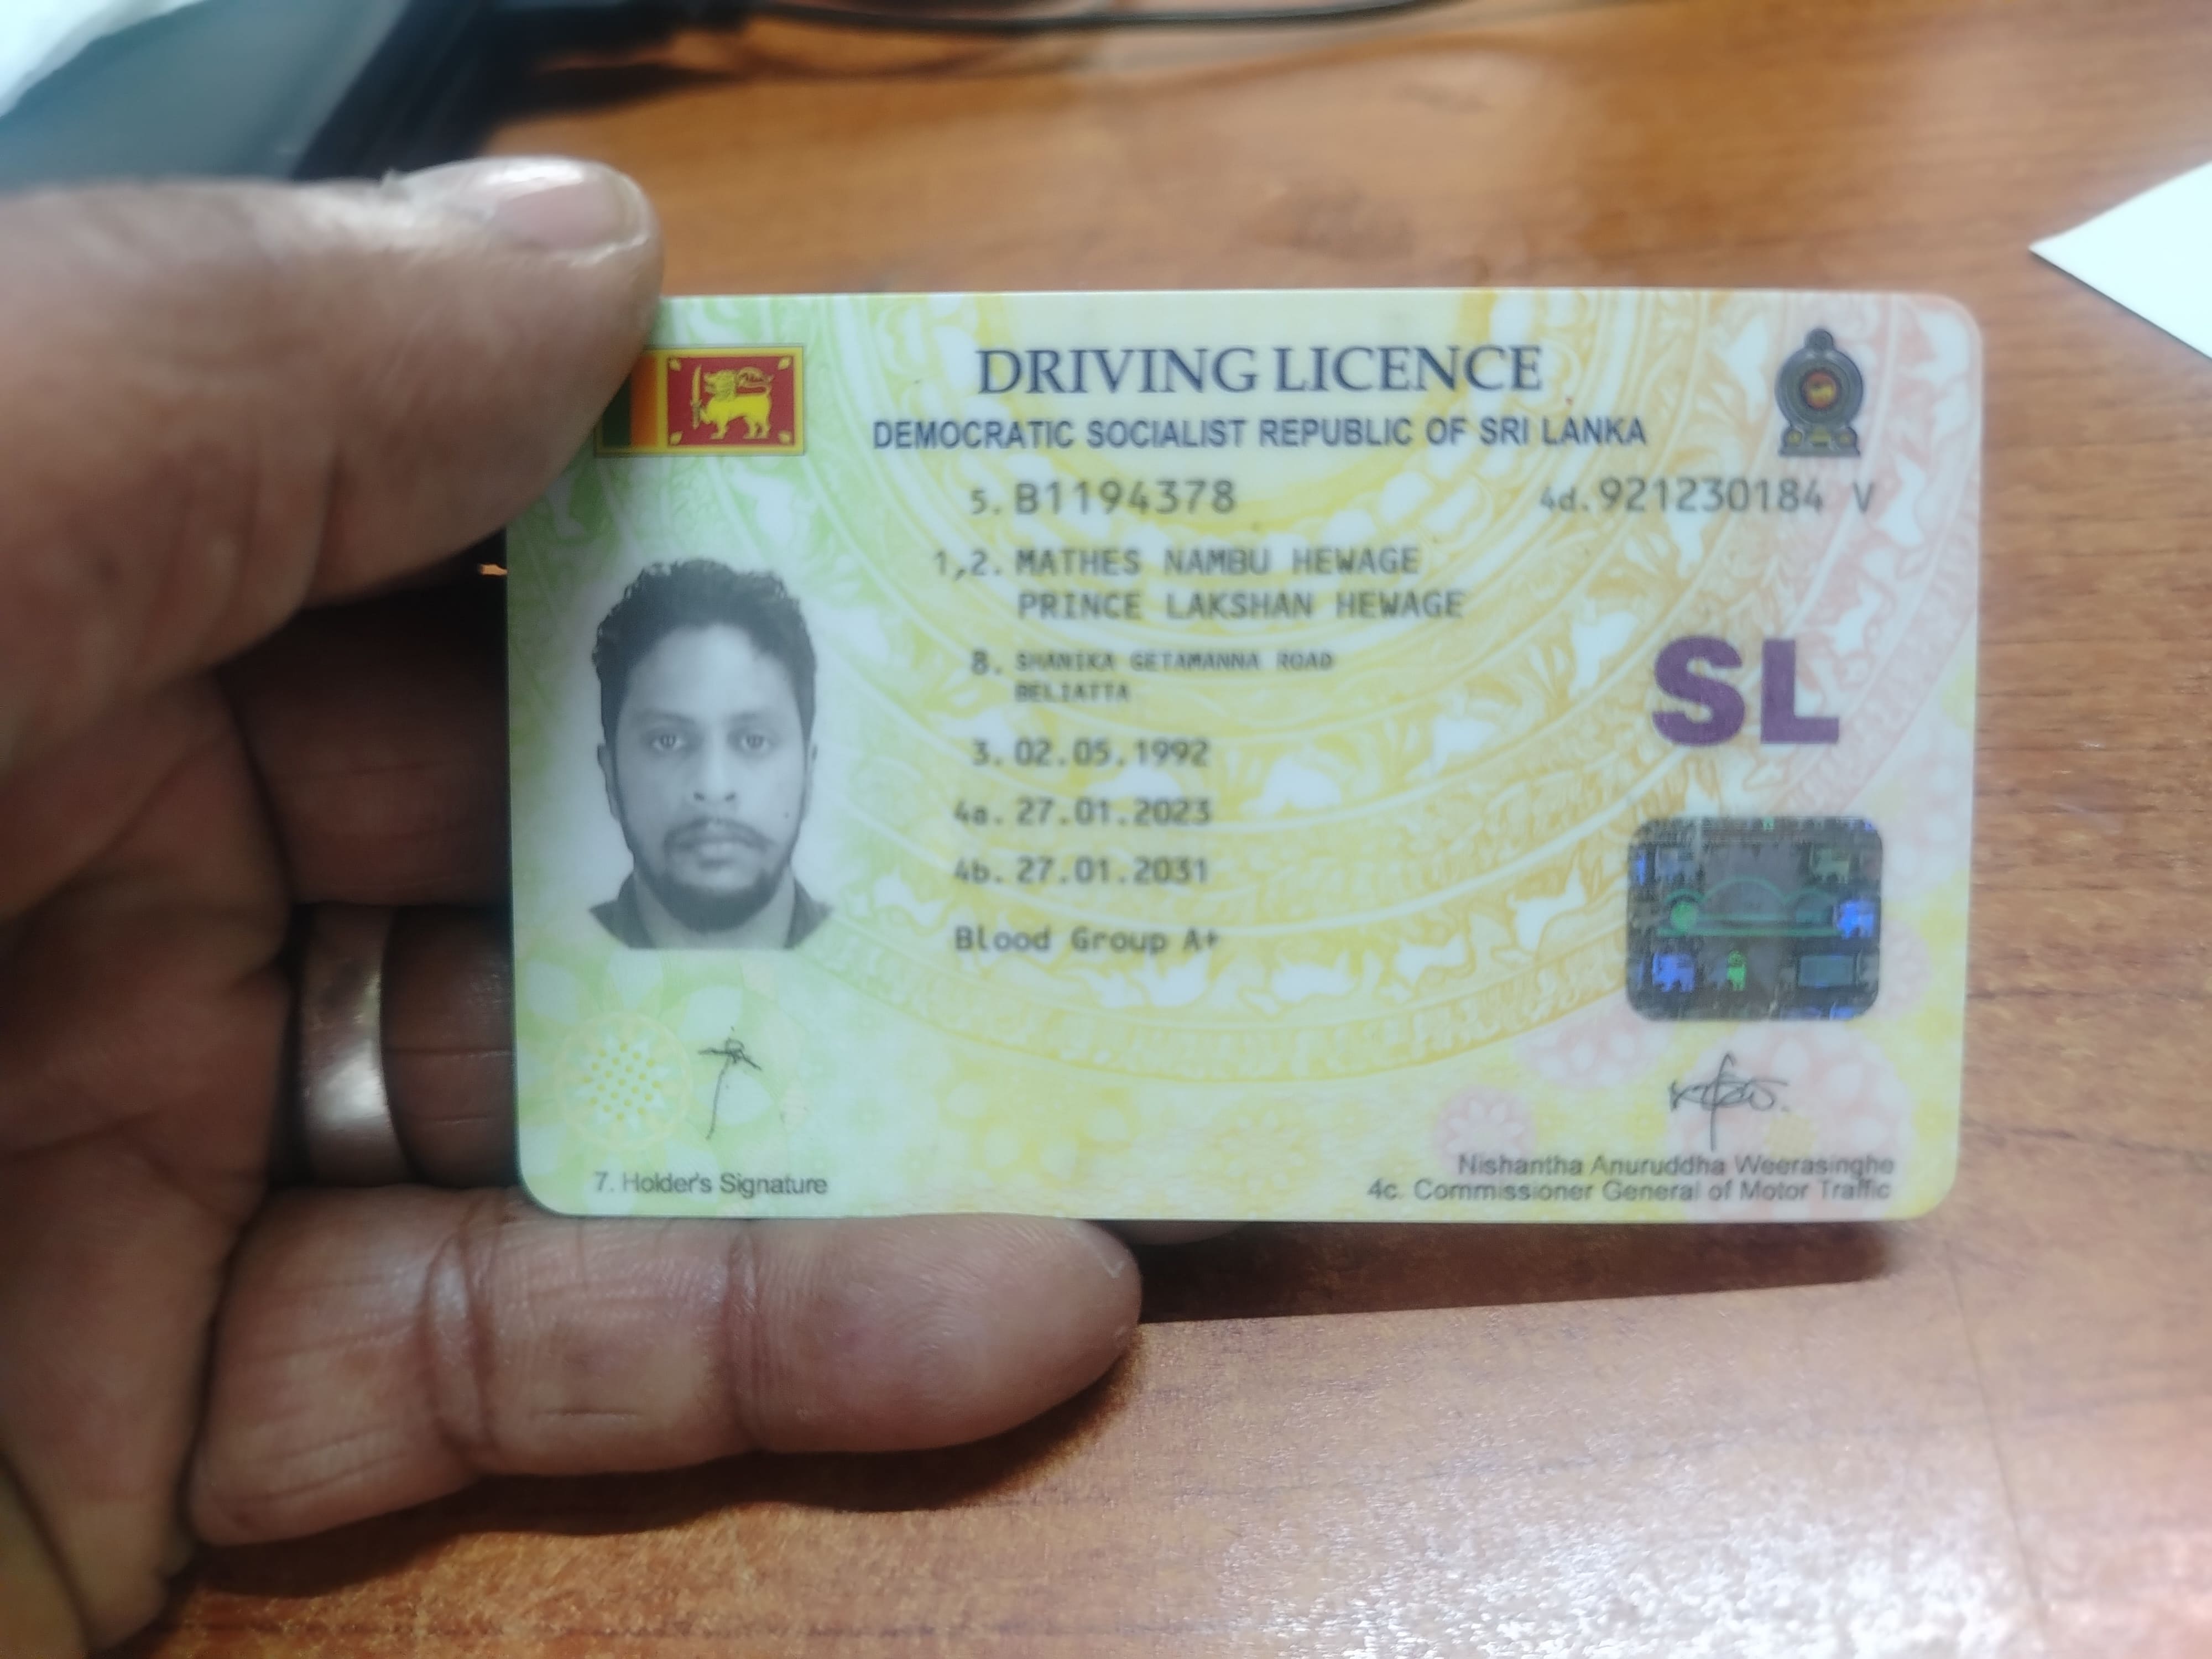 DRIVING LICENCE
DEMOCRATIC SOCIALIST REPUBLIC OF SRI LANKA
5. B1194378 4d. 921230184 V
1,2. MATHES NAMBU HEWAGE
PRINCE LAKSHAN HEWAGE
8. SHANIKA GETAMANNA ROAD
BELIATTA
SL
3. 02.05.1992
4a. 27.01.2023
4b. 27.01.2031
Blood Group A+
7. Holder's Signature
Nishantha Anuruddha Weerasinghe
4c. Commissioner General of Motor Traffic